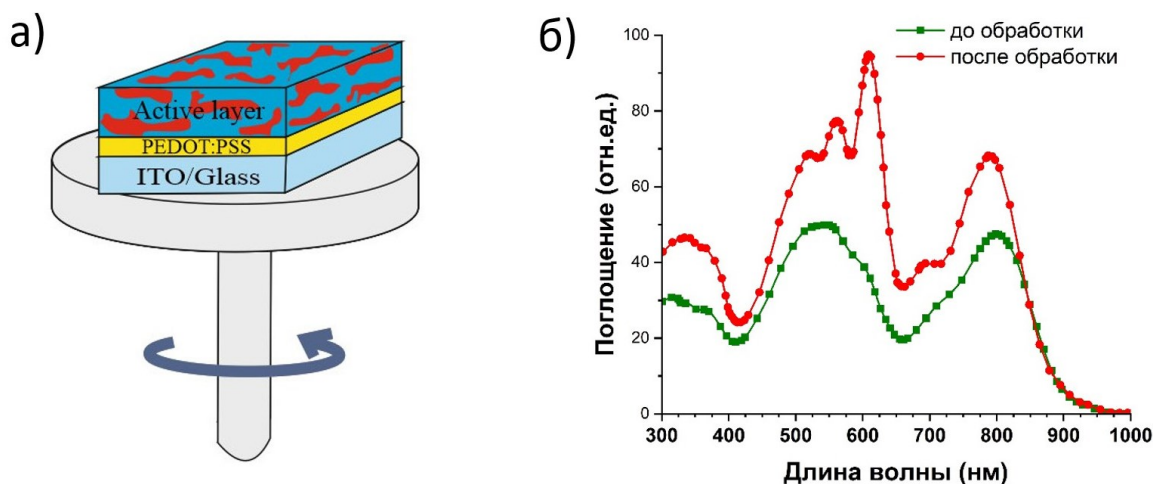 а)
Active layer
PEDOT:PSS
ITO/Glass
б)
до обработки
после обработки
Поглощение (отн.ед.)
100
80
60
40
20
0
300 400 500 600 700 800 900 1000
Длина волны (нм)